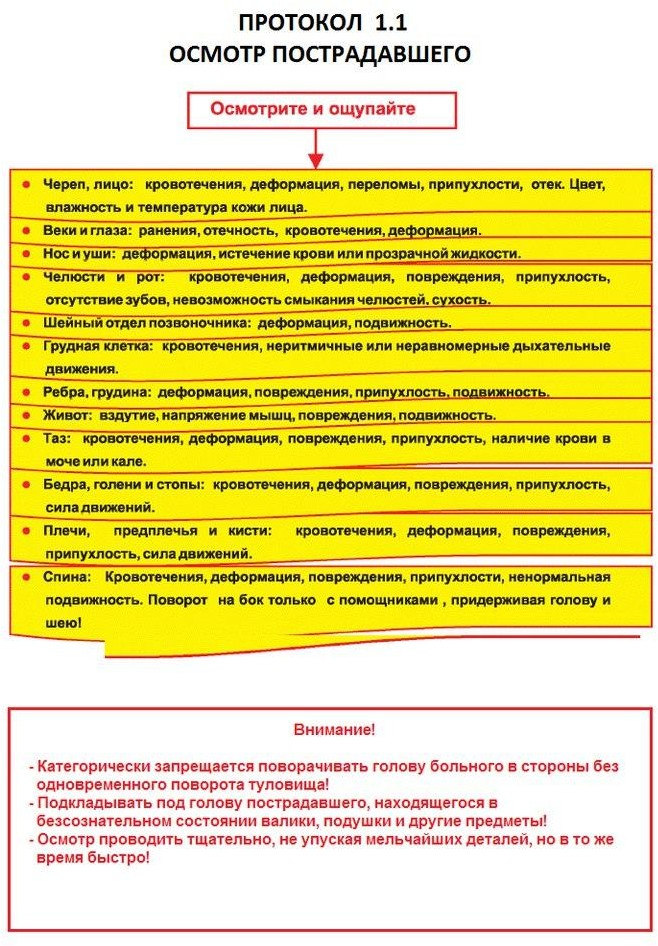 ПРОТОКОЛ 1.1
ОСМОТР ПОСТРАДАВШЕГО
Осмотрите и ощупайте
• Череп, лицо: кровотечения, деформация, переломы, припухлости, отек. Цвет,
влажность и температура кожи лица.
• Веки и глаза: ранения, отечность, кровотечения, деформация.
• Нос и уши: деформация, истечение крови или прозрачной жидкости.
• Челюсти и рот: кровотечения, деформация, повреждения, припухлость,
отсутствие зубов, невозможность смыкания челюстей, сухость.
• Шейный отдел позвоночника: деформация, подвижность.
• Грудная клетка: кровотечения, неритмичные или неравномерные дыхательные
движения.
• Ребра, грудина: деформация, повреждения, припухлость, подвижность.
• Живот: вздутие, напряжение мышц, повреждения, подвижность.
• Таз: кровотечения, деформация, повреждения, припухлость, наличие крови в
моче или кале.
• Бедра, голени и стопы: кровотечения, деформация, повреждения, припухлость,
сила движений.
• Плечи, предплечья и кисти: кровотечения, деформация, повреждения,
припухлость, сила движений.
• Спина: Кровотечения, деформация, повреждения, припухлости, ненормальная
подвижность. Поворот на бок только с помощниками , придерживая голову и
шею!
Внимание!
- Категорически запрещается поворачивать голову больного в стороны без
одновременного поворота туловища!
- Подкладывать под голову пострадавшего, находящегося в
безсознательном состоянии валики, подушки и другие предметы!
- Осмотр проводить тщательно, не упуская мельчайших деталей, но в то же
время быстро!